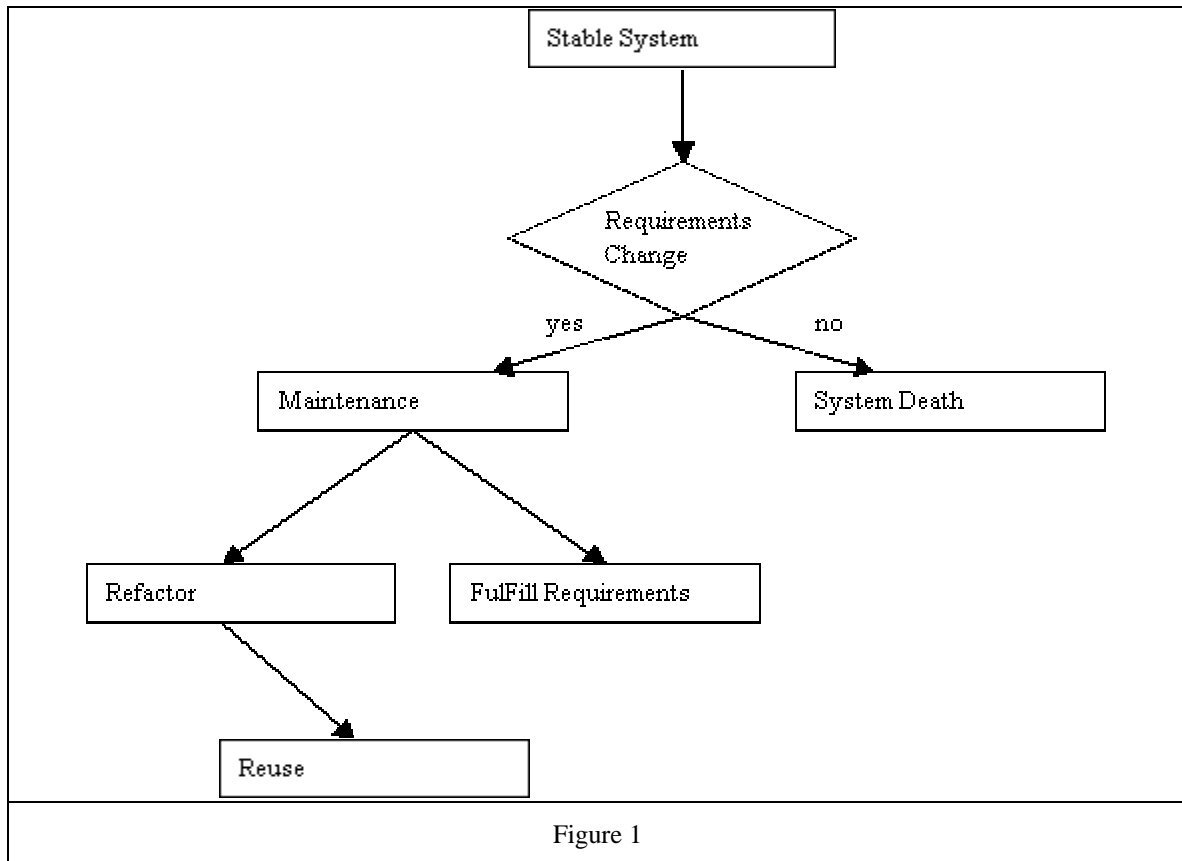 Stable System
Requirements
Change
yes
no
Maintenance
System Death
Refactor
FulFill Requirements
Reuse
Figure 1